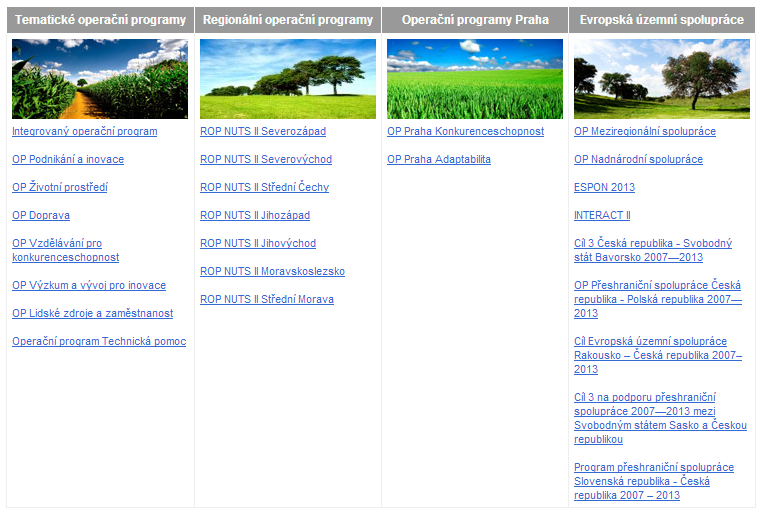 Tematické operační programy
Integrovaný operační program
OP Podnikání a inovace
OP Životní prostředí
OP Doprava
OP Vzdělávání pro
konkurenceschopnost
OP Výzkum a vývoj pro inovace
OP Lidské zdroje a zaměstnanost
Operační program Technická pomoc
Regionální operační programy
ROP NUTS II Severozápad
ROP NUTS II Severovýchod
ROP NUTS II Střední Čechy
ROP NUTS II Jihozápad
ROP NUTS II Jihovýchod
ROP NUTS II Moravskoslezsko
ROP NUTS II Střední Morava
Operační programy Praha
OP Praha Konkurenceschopnost
OP Praha Adaptabilita
Evropská územní spolupráce
OP Meziregionální spolupráce
OP Nadnárodní spolupráce
ESPON 2013
INTERACT II
Cíl 3 Česká republika - Svobodný
stát Bavorsko 2007—2013
OP Přeshraniční spolupráce Česká
republika - Polská republika 2007—
2013
Cíl Evropská územní spolupráce
Rakousko – Česká republika 2007–
2013
Cíl 3 na podporu přeshraniční
spolupráce 2007—2013 mezi
Svobodným státem Sasko a Českou
republikou
Program přeshraniční spolupráce
Slovenská republika - Česká
republika 2007 – 2013